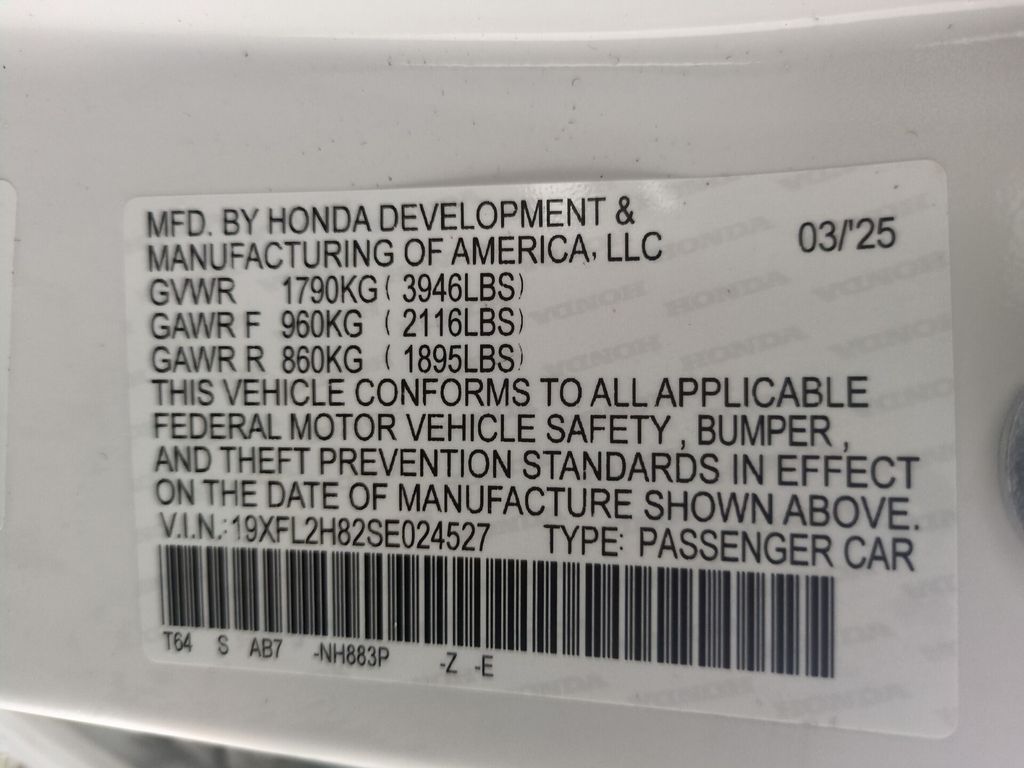 MFD. BY HONDA DEVELOPMENT &
MANUFACTURING OF AMERICA, LLC
03/'25
GVWR 1790KG ( 3946LBS)
GAWR F 960KG ( 2116LBS)
GAWR R 860KG ( 1895LBS)
THIS VEHICLE CONFORMS TO ALL APPLICABLE
FEDERAL MOTOR VEHICLE SAFETY , BUMPER ,
AND THEFT PREVENTION STANDARDS IN EFFECT
ON THE DATE OF MANUFACTURE SHOWN ABOVE.
V.I.N.: 19XFL2H82SE024527 TYPE: PASSENGER CAR
T64 S AB7 -NH883P -Z -E